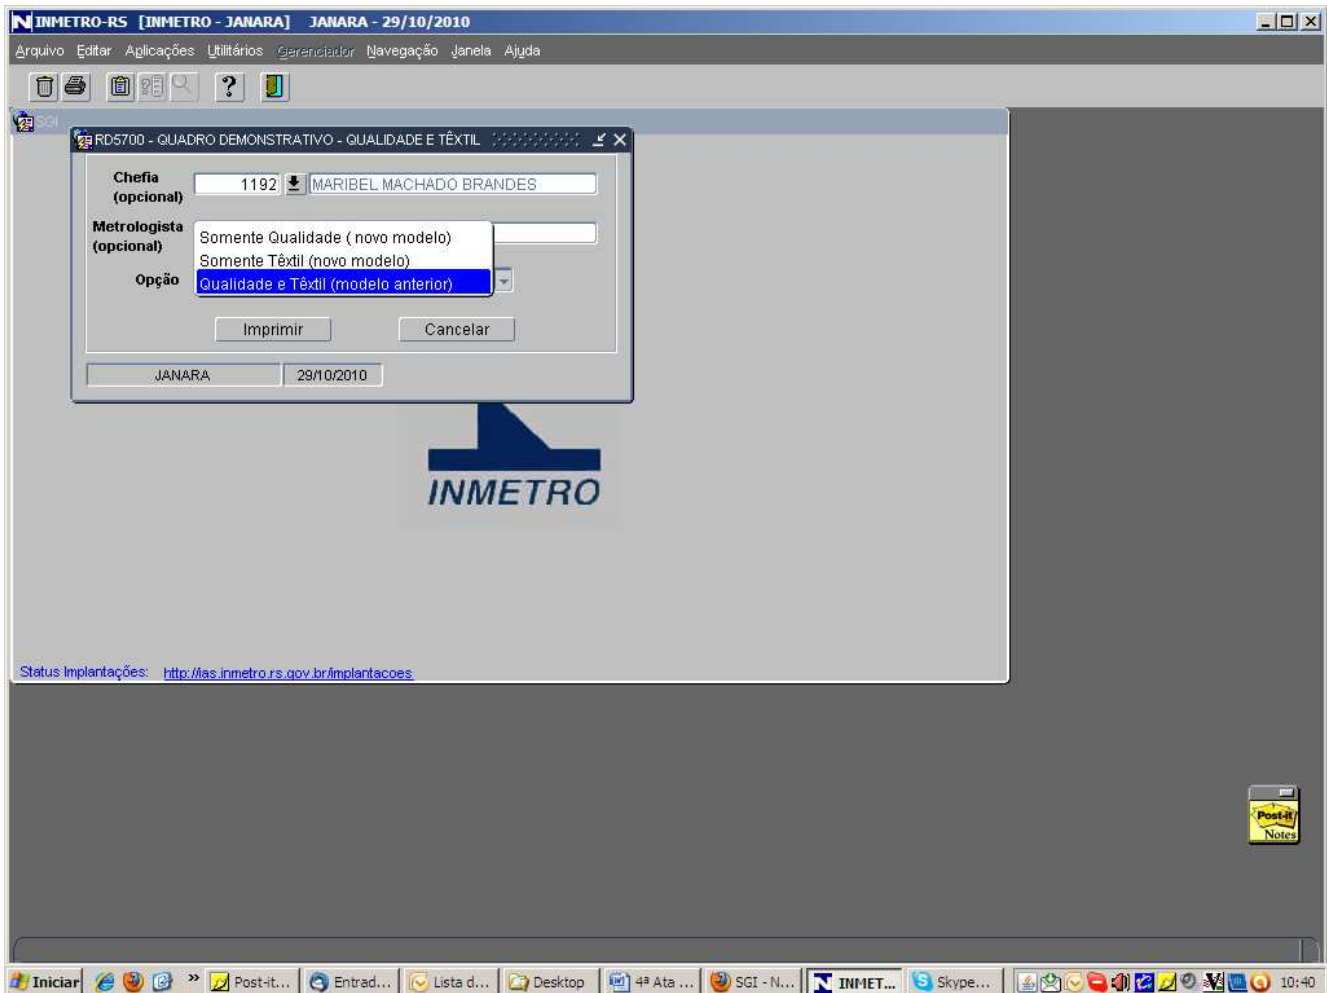 INMETRO-RS [INMETRO - JANARA] JANARA - 29/10/2010
Arquivo Editar Aplicações Utilitários Gerenciador Navegação Janela Ajuda
SGI
RD5700 - QUADRO DEMONSTRATIVO - QUALIDADE E TÊXTIL
Chefia
(opcional)
1192 MARIBEL MACHADO BRANDES
Metrologista
(opcional)
Somente Qualidade ( novo modelo)
Somente Têxtil (novo modelo)
Opção
Qualidade e Têxtil (modelo anterior)
Imprimir Cancelar
JANARA 29/10/2010
INMETRO
Status Implantações: http://ias.inmetro.rs.gov.br/implantacoes
Post-it
Notes
Iniciar » Post-it... Entrad... Lista d... Desktop 4ª Ata ... SGI - N... INMET... Skype... 10:40